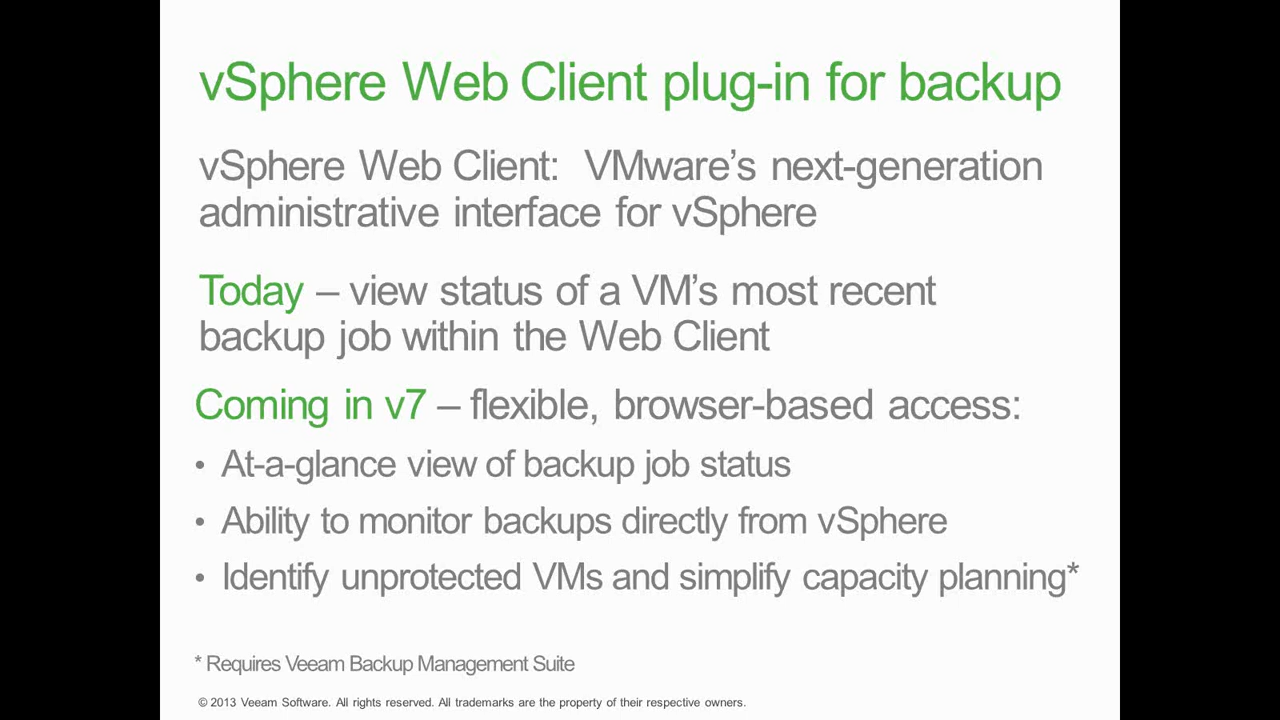 vSphere Web Client plug-in for backup
vSphere Web Client:  VMware’s next-generation
administrative interface for vSphere
Today – view status of a VM’s most recent
backup job within the Web Client
Coming in v7 – flexible, browser-based access:
• At-a-glance view of backup job status
• Ability to monitor backups directly from vSphere
• Identify unprotected VMs and simplify capacity planning*
* Requires Veeam Backup Management Suite
© 2013 Veeam Software. All rights reserved. All trademarks are the property of their respective owners.